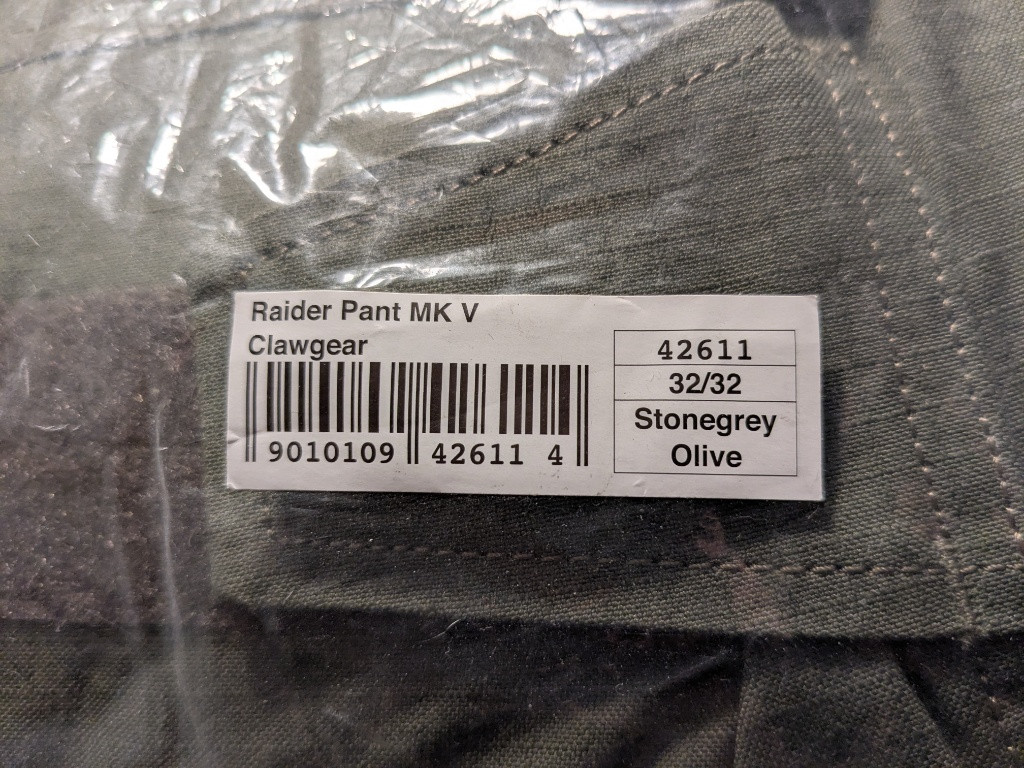 Raider Pant MK V
Clawgear
9010109 42611 4
42611
32/32
Stonegrey
Olive